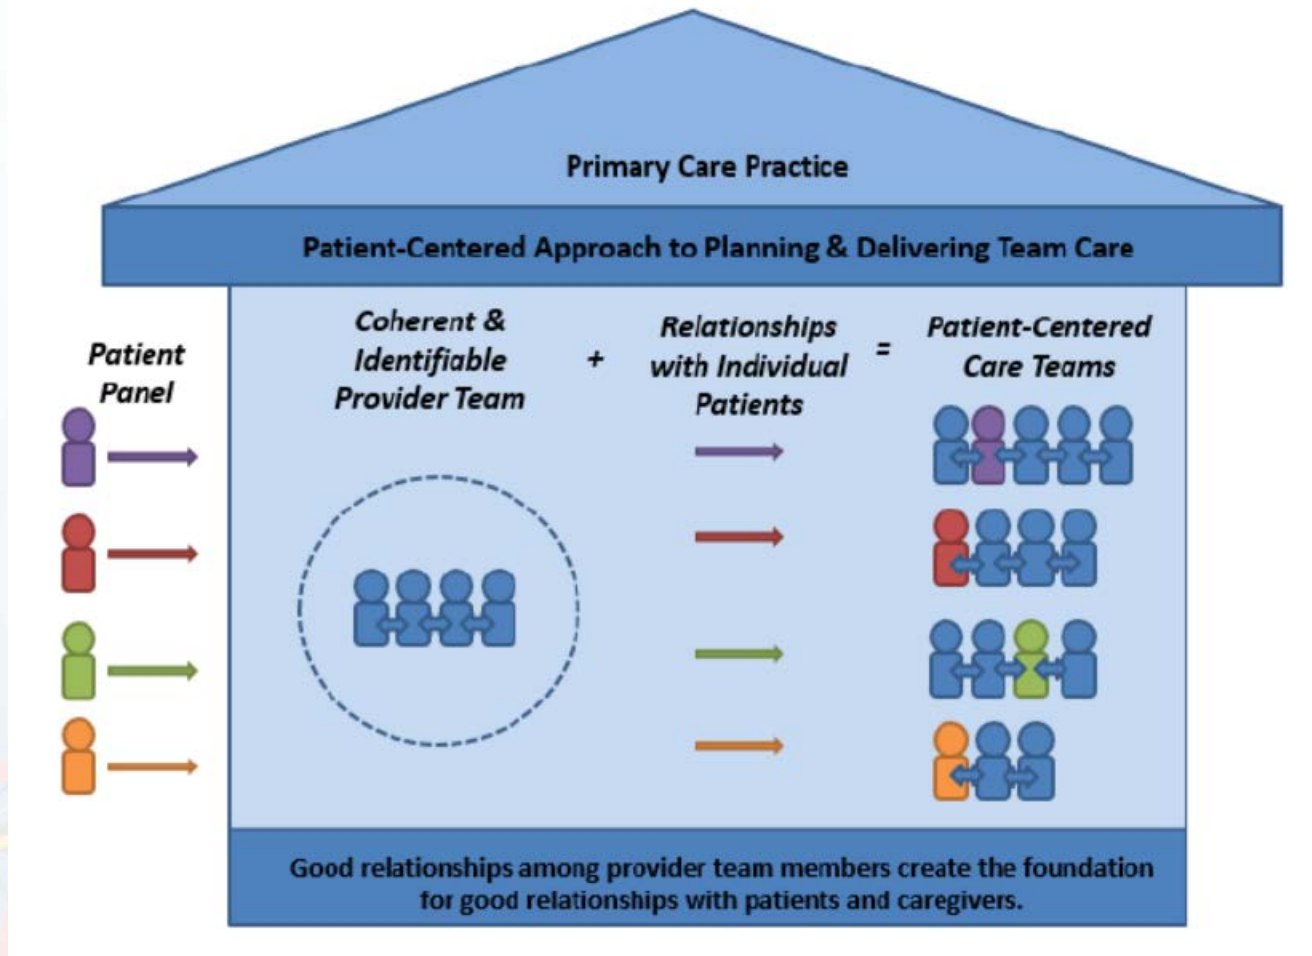 Primary Care Practice
Patient-Centered Approach to Planning & Delivering Team Care
Patient
Panel
Coherent &
Identifiable
Provider Team
+
Relationships
with Individual
Patients
=
Patient-Centered
Care Teams
Good relationships among provider team members create the foundation
for good relationships with patients and caregivers.